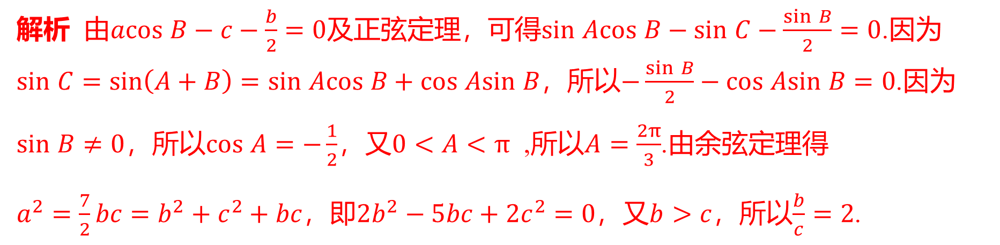 解析 由$a\cos B-c-\frac{b}{2}=0$及正弦定理，可得$\sin A\cos B-\sin C-\frac{\sin B}{2}=0$.因为
$\sin C=\sin(A+B)=\sin A\cos B+\cos A\sin B$，所以$-\frac{\sin B}{2}-\cos A\sin B=0$.因为
$\sin B\neq 0$，所以$\cos A=-\frac{1}{2}$，又$0<A<\pi$ ,所以$A=\frac{2\pi}{3}$.由余弦定理得
$a^2=\frac{7}{2}bc=b^2+c^2+bc$，即$2b^2-5bc+2c^2=0$，又$b>c$，所以$\frac{b}{c}=2$.